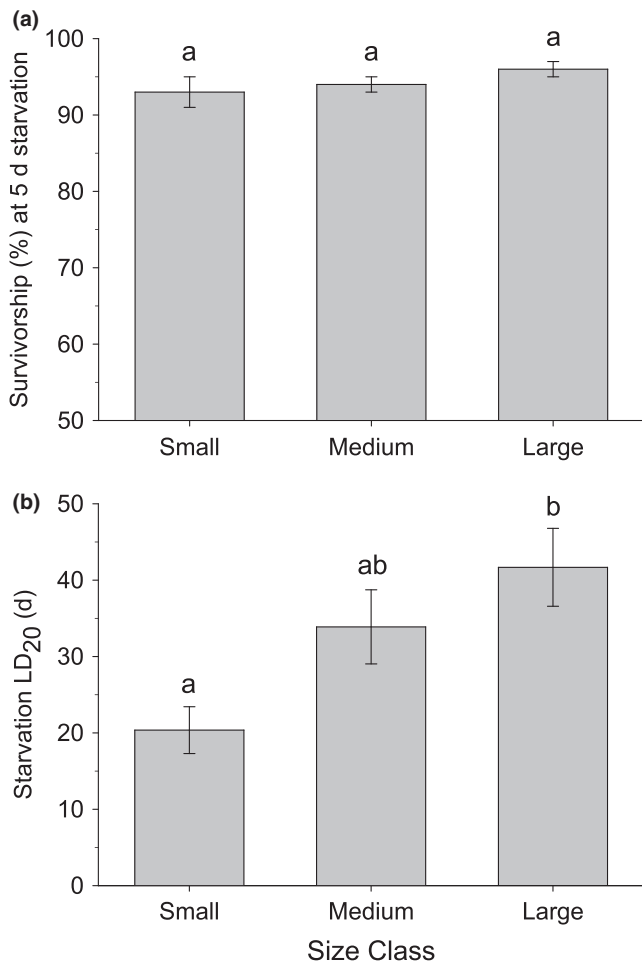 (a)
Survivorship (%) at 5 d starvation
100
90
80
70
60
50
a
a
a
Small
Medium
Large
(b)
Starvation LD20 (d)
50
40
30
20
10
0
a
ab
b
Small
Medium
Large
Size Class